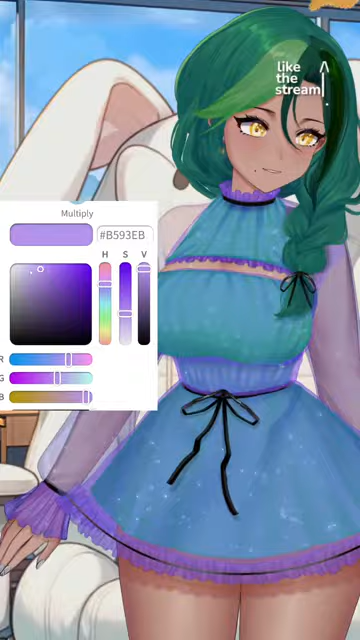 like
the
stream
Multiply
#B593EB
H S V
R
G
B